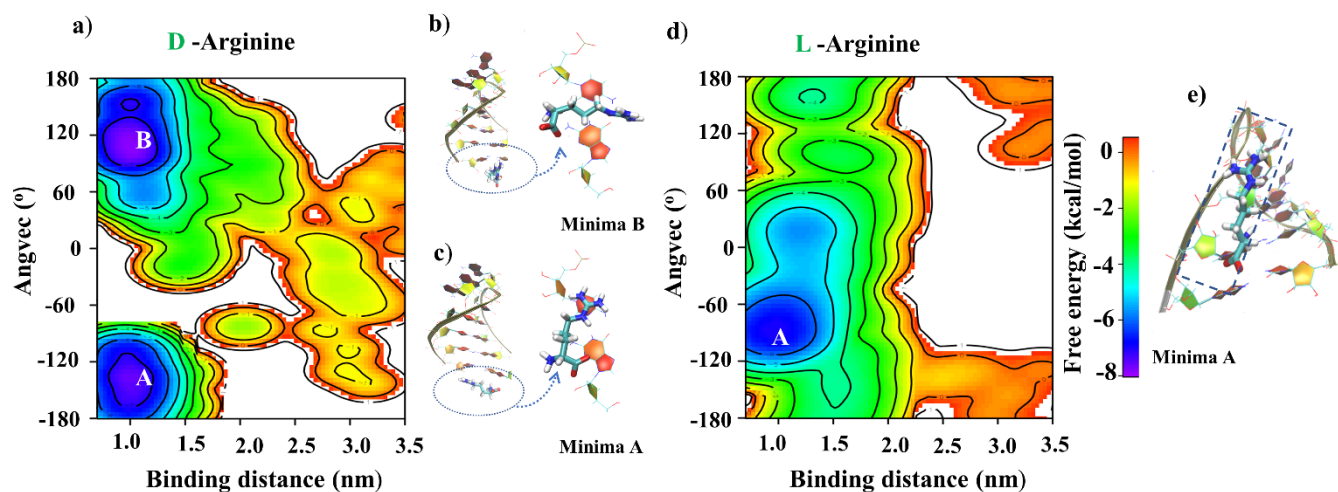 a)
D -Arginine
Angvec (º)
180
120
60
0
-60
-120
-180
B
A
1.0 1.5 2.0 2.5 3.0 3.5
Binding distance (nm)
b)
Minima B
c)
Minima A
d)
L -Arginine
Angvec (º)
180
120
60
0
-60
-120
-180
A
1.0 1.5 2.0 2.5 3.0 3.5
Binding distance (nm)
Free energy (kcal/mol)
0
-2
-4
-6
-8
e)
Minima A